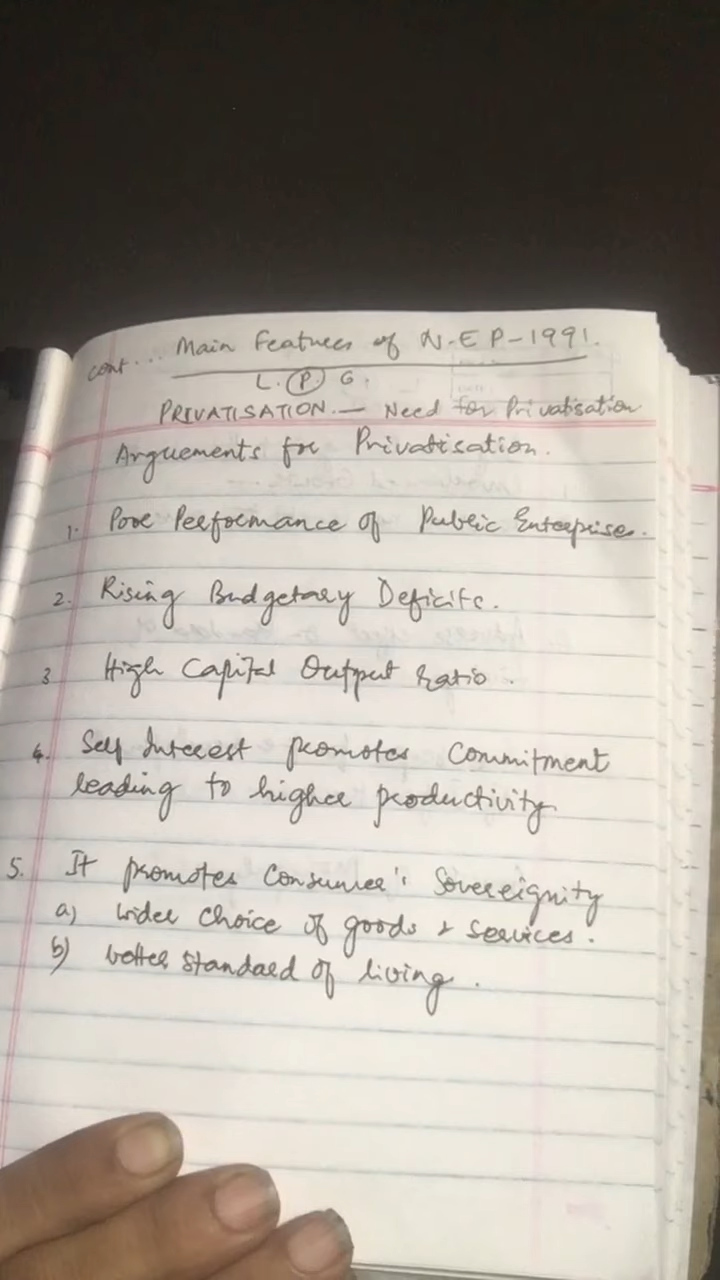 cont... Main Features of N.E P-1991.
L. P. G.
PRIVATISATION. — Need for Privatisation
Arguements for Privatisation.
1. Poor Performance of Public Enterprises.
2. Rising Budgetary Deficits.
3 High Capital Output Ratio.
4. Self Interest promotes Commitment
leading to higher productivity.
5. It promotes Consumer's Sovereignity
a) wider choice of goods & services.
b) better standard of living.